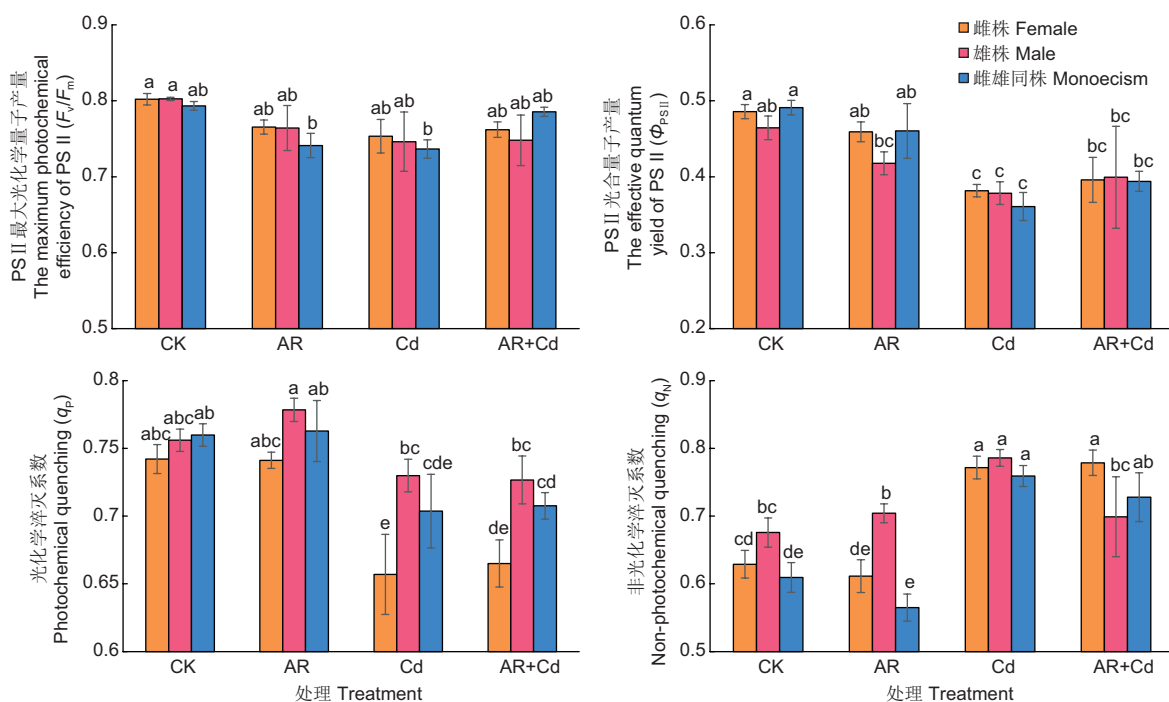 PSⅡ最大光化学量子产量
The maximum photochemical
efficiency of PSⅡ (Fv/Fm)
0.9
0.8
0.7
0.6
0.5
a a ab
ab ab b
ab ab b
ab ab ab
CK AR Cd AR+Cd
PSⅡ光合量子产量
The effective quantum
yield of PSⅡ (ΦPSⅡ)
0.6
0.5
0.4
0.3
0.2
雌株 Female
雄株 Male
雌雄同株 Monoecism
a ab a
ab bc ab
c c c
bc bc bc
CK AR Cd AR+Cd
光化学淬灭系数
Photochemical quenching (qP)
0.8
0.75
0.7
0.65
0.6
abc abc ab
abc a ab
e bc cde
de bc cd
CK AR Cd AR+Cd
处理 Treatment
非光化学淬灭系数
Non-photochemical quenching (qN)
0.9
0.8
0.7
0.6
0.5
cd bc de
de b e
a a a
a bc ab
CK AR Cd AR+Cd
处理 Treatment